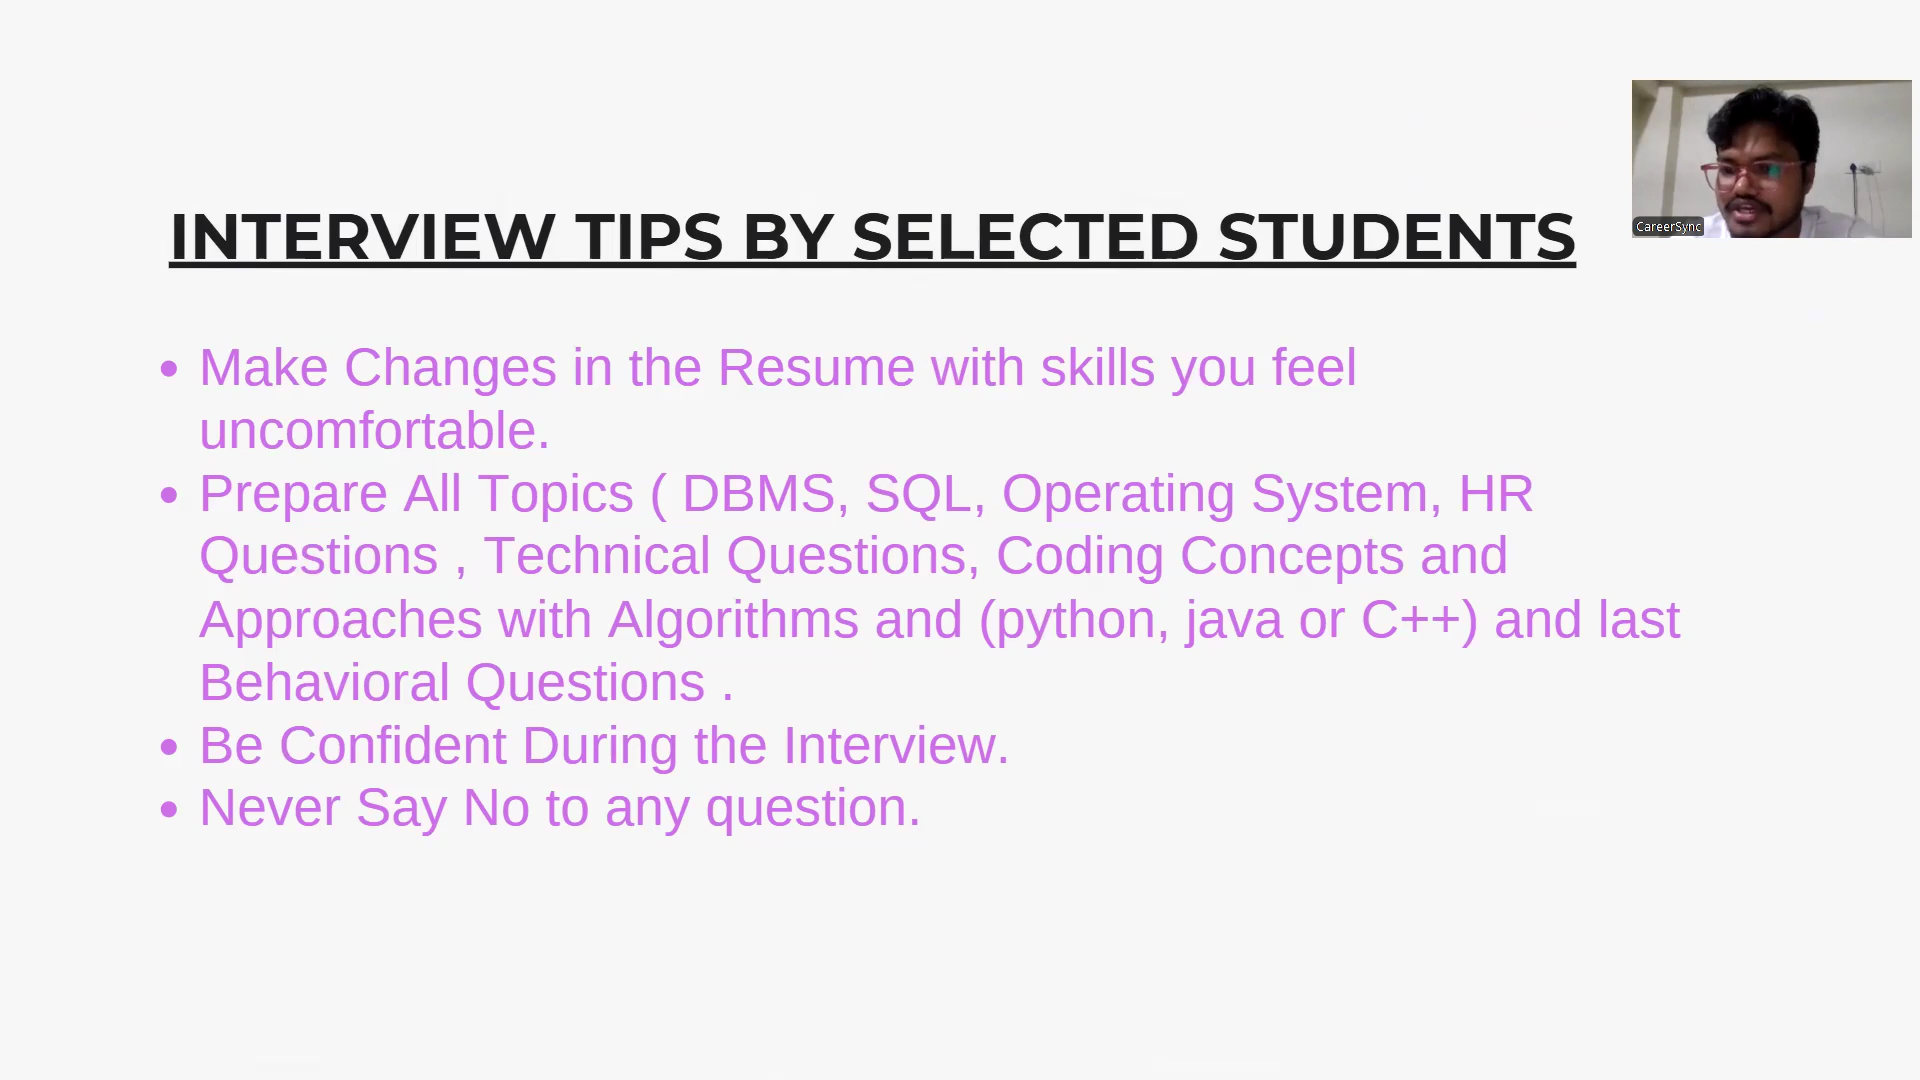 INTERVIEW TIPS BY SELECTED STUDENTS
CareerSync
• Make Changes in the Resume with skills you feel
uncomfortable.
• Prepare All Topics ( DBMS, SQL, Operating System, HR
Questions , Technical Questions, Coding Concepts and
Approaches with Algorithms and (python, java or C++) and last
Behavioral Questions .
• Be Confident During the Interview.
• Never Say No to any question.